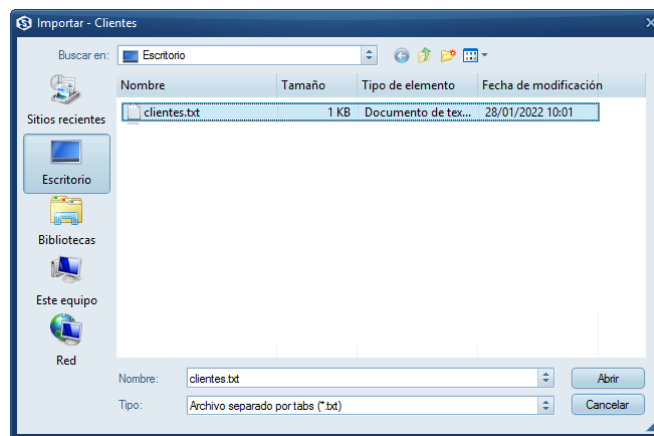 Importar - Clientes
Buscar en: Escritorio
Nombre Tamaño Tipo de elemento Fecha de modificación
clientes.txt 1 KB Documento de tex... 28/01/2022 10:01
Sitios recientes
Escritorio
Bibliotecas
Este equipo
Red
Nombre: clientes.txt Abrir
Tipo: Archivo separado por tabs (*.txt) Cancelar